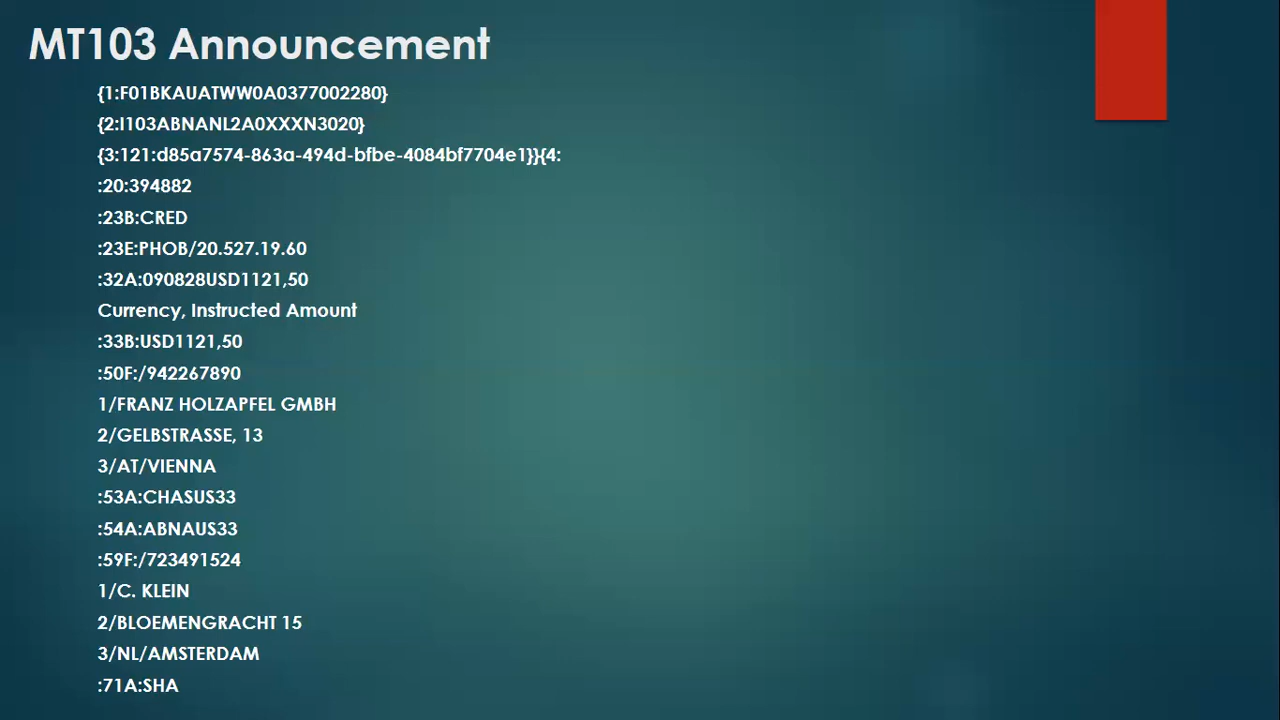 MT103 Announcement
{1:F01BKAUATWW0A0377002280}
{2:I103ABNANL2A0XXXN3020}
{3:121:d85a7574-863a-494d-bfbe-4084bf7704e1}}{4:
:20:394882
:23B:CRED
:23E:PHOB/20.527.19.60
:32A:090828USD1121,50
Currency, Instructed Amount
:33B:USD1121,50
:50F:/942267890
1/FRANZ HOLZAPFEL GMBH
2/GELBSTRASSE, 13
3/AT/VIENNA
:53A:CHASUS33
:54A:ABNAUS33
:59F:/723491524
1/C. KLEIN
2/BLOEMENGRACHT 15
3/NL/AMSTERDAM
:71A:SHA